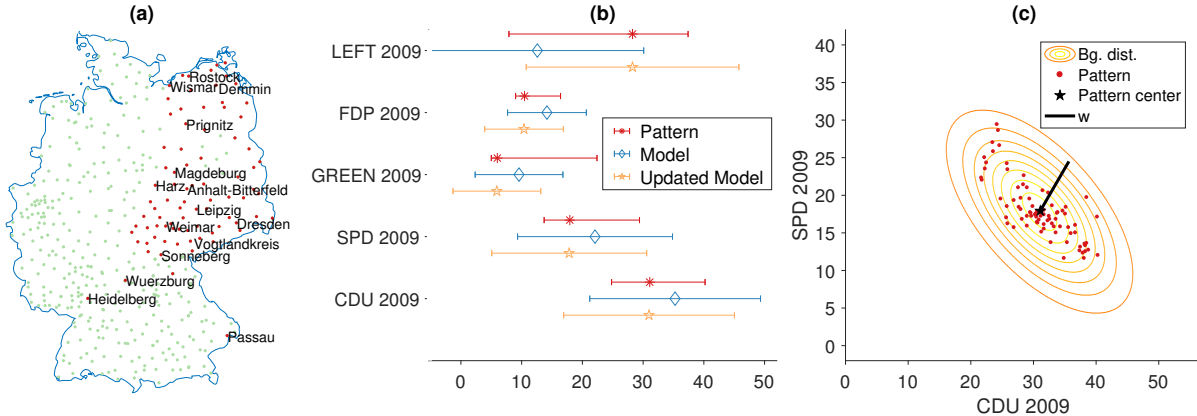 (a)
Rostock
Wismar
Demmin
Prignitz
Magdeburg
Harz
Anhalt-Bitterfeld
Leipzig
Weimar
Dresden
Vogtlandkreis
Sonneberg
Wuerzburg
Heidelberg
Passau
(b)
LEFT 2009
FDP 2009
GREEN 2009
SPD 2009
CDU 2009
Pattern
Model
Updated Model
0 10 20 30 40 50
(c)
SPD 2009
40
35
30
25
20
15
10
5
0
Bg. dist.
Pattern
Pattern center
w
0 10 20 30 40 50
CDU 2009